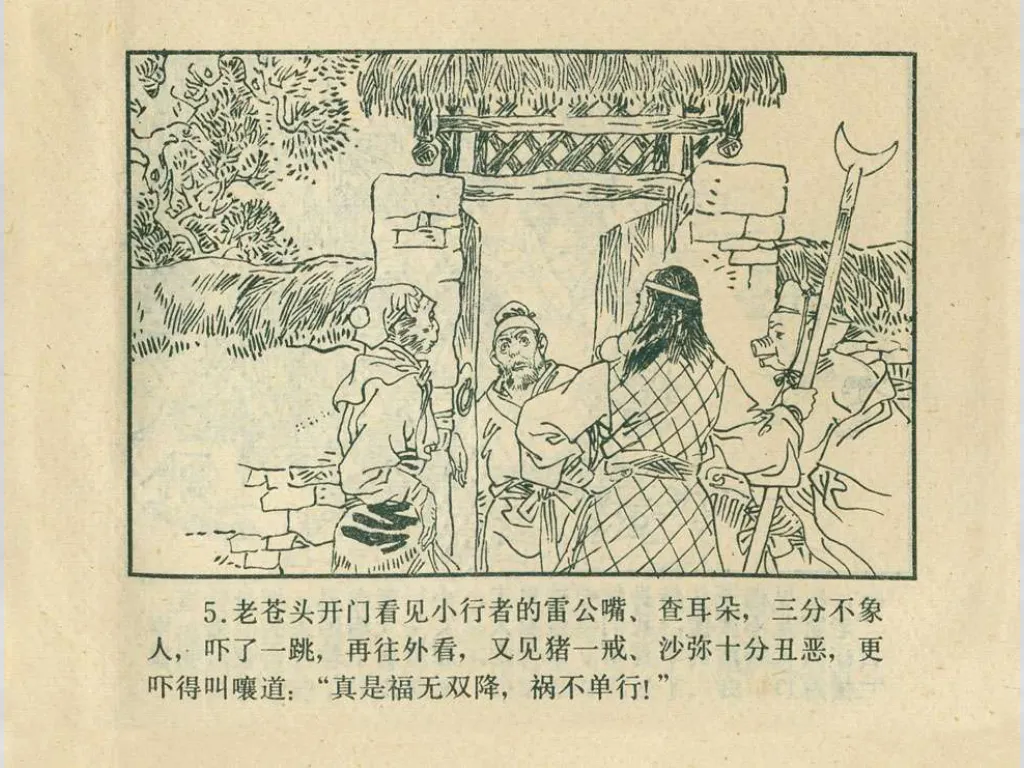 5.老苍头开门看见小行者的雷公嘴、查耳朵，三分不象
人，吓了一跳，再往外看，又见猪一戒、沙弥十分丑恶，更
吓得叫嚷道：“真是福无双降，祸不单行！”